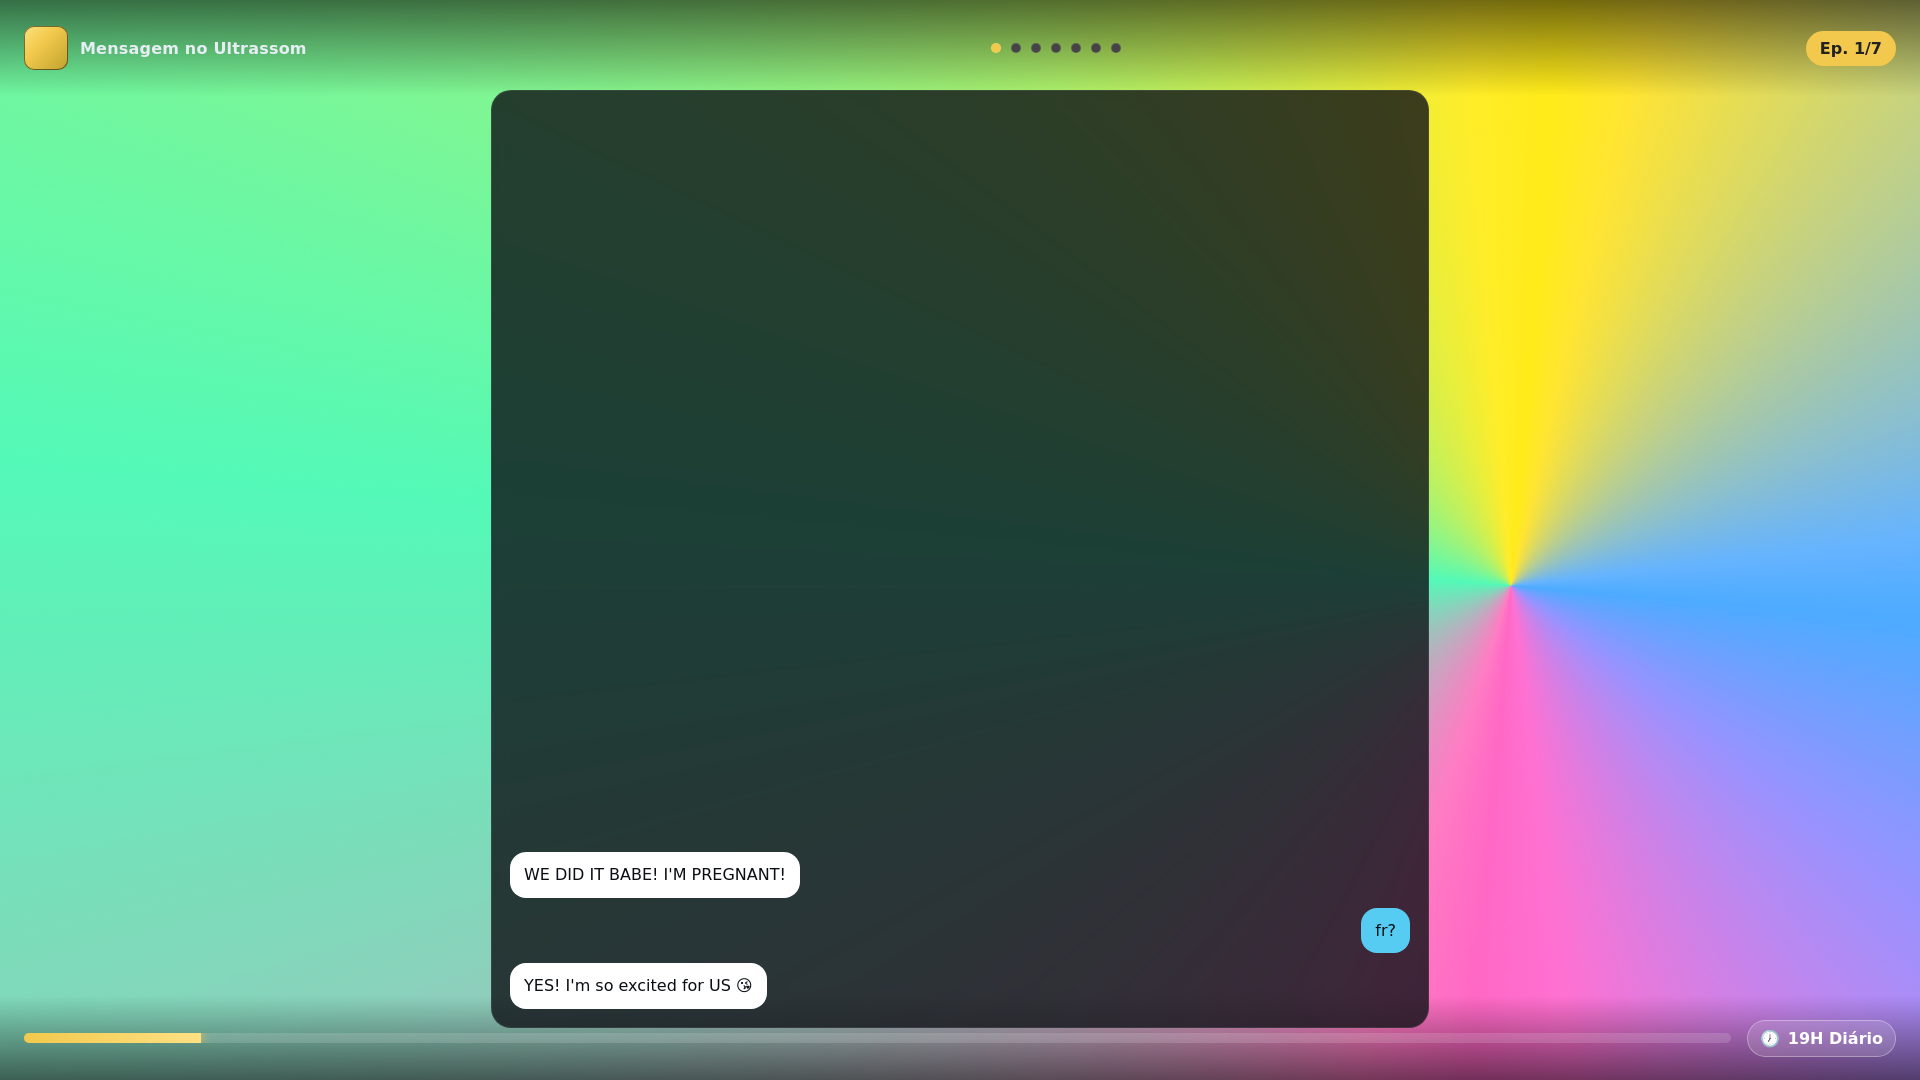 Mensagem no Ultrassom
Ep. 1/7
WE DID IT BABE! I'M PREGNANT!
fr?
YES! I'm so excited for US 😘
🕖 19H Diário